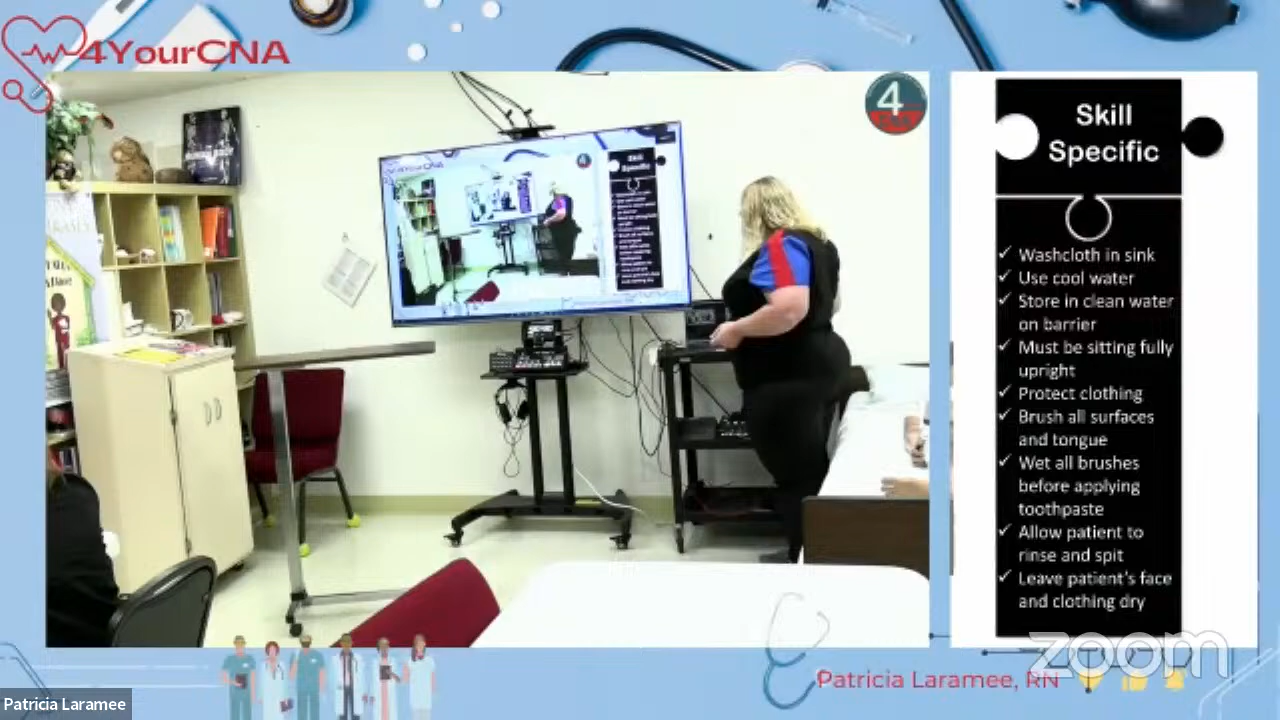 4YourCNA
4
Skill
Specific
✓ Washcloth in sink
✓ Use cool water
✓ Store in clean water
on barrier
✓ Must be sitting fully
upright
✓ Protect clothing
✓ Brush all surfaces
and tongue
✓ Wet all brushes
before applying
toothpaste
✓ Allow patient to
rinse and spit
✓ Leave patient's face
and clothing dry
zoom
Patricia Laramee, RN
Patricia Laramee